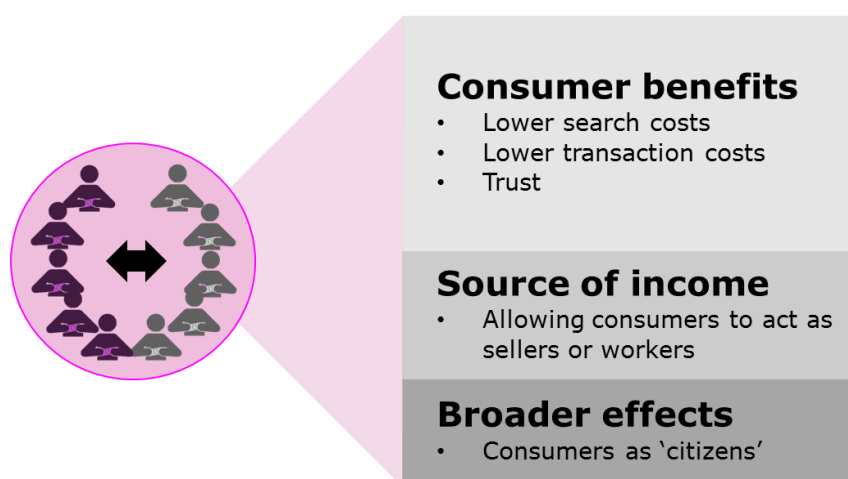 Consumer benefits
• Lower search costs
• Lower transaction costs
• Trust
Source of income
• Allowing consumers to act as
sellers or workers
Broader effects
• Consumers as ‘citizens’